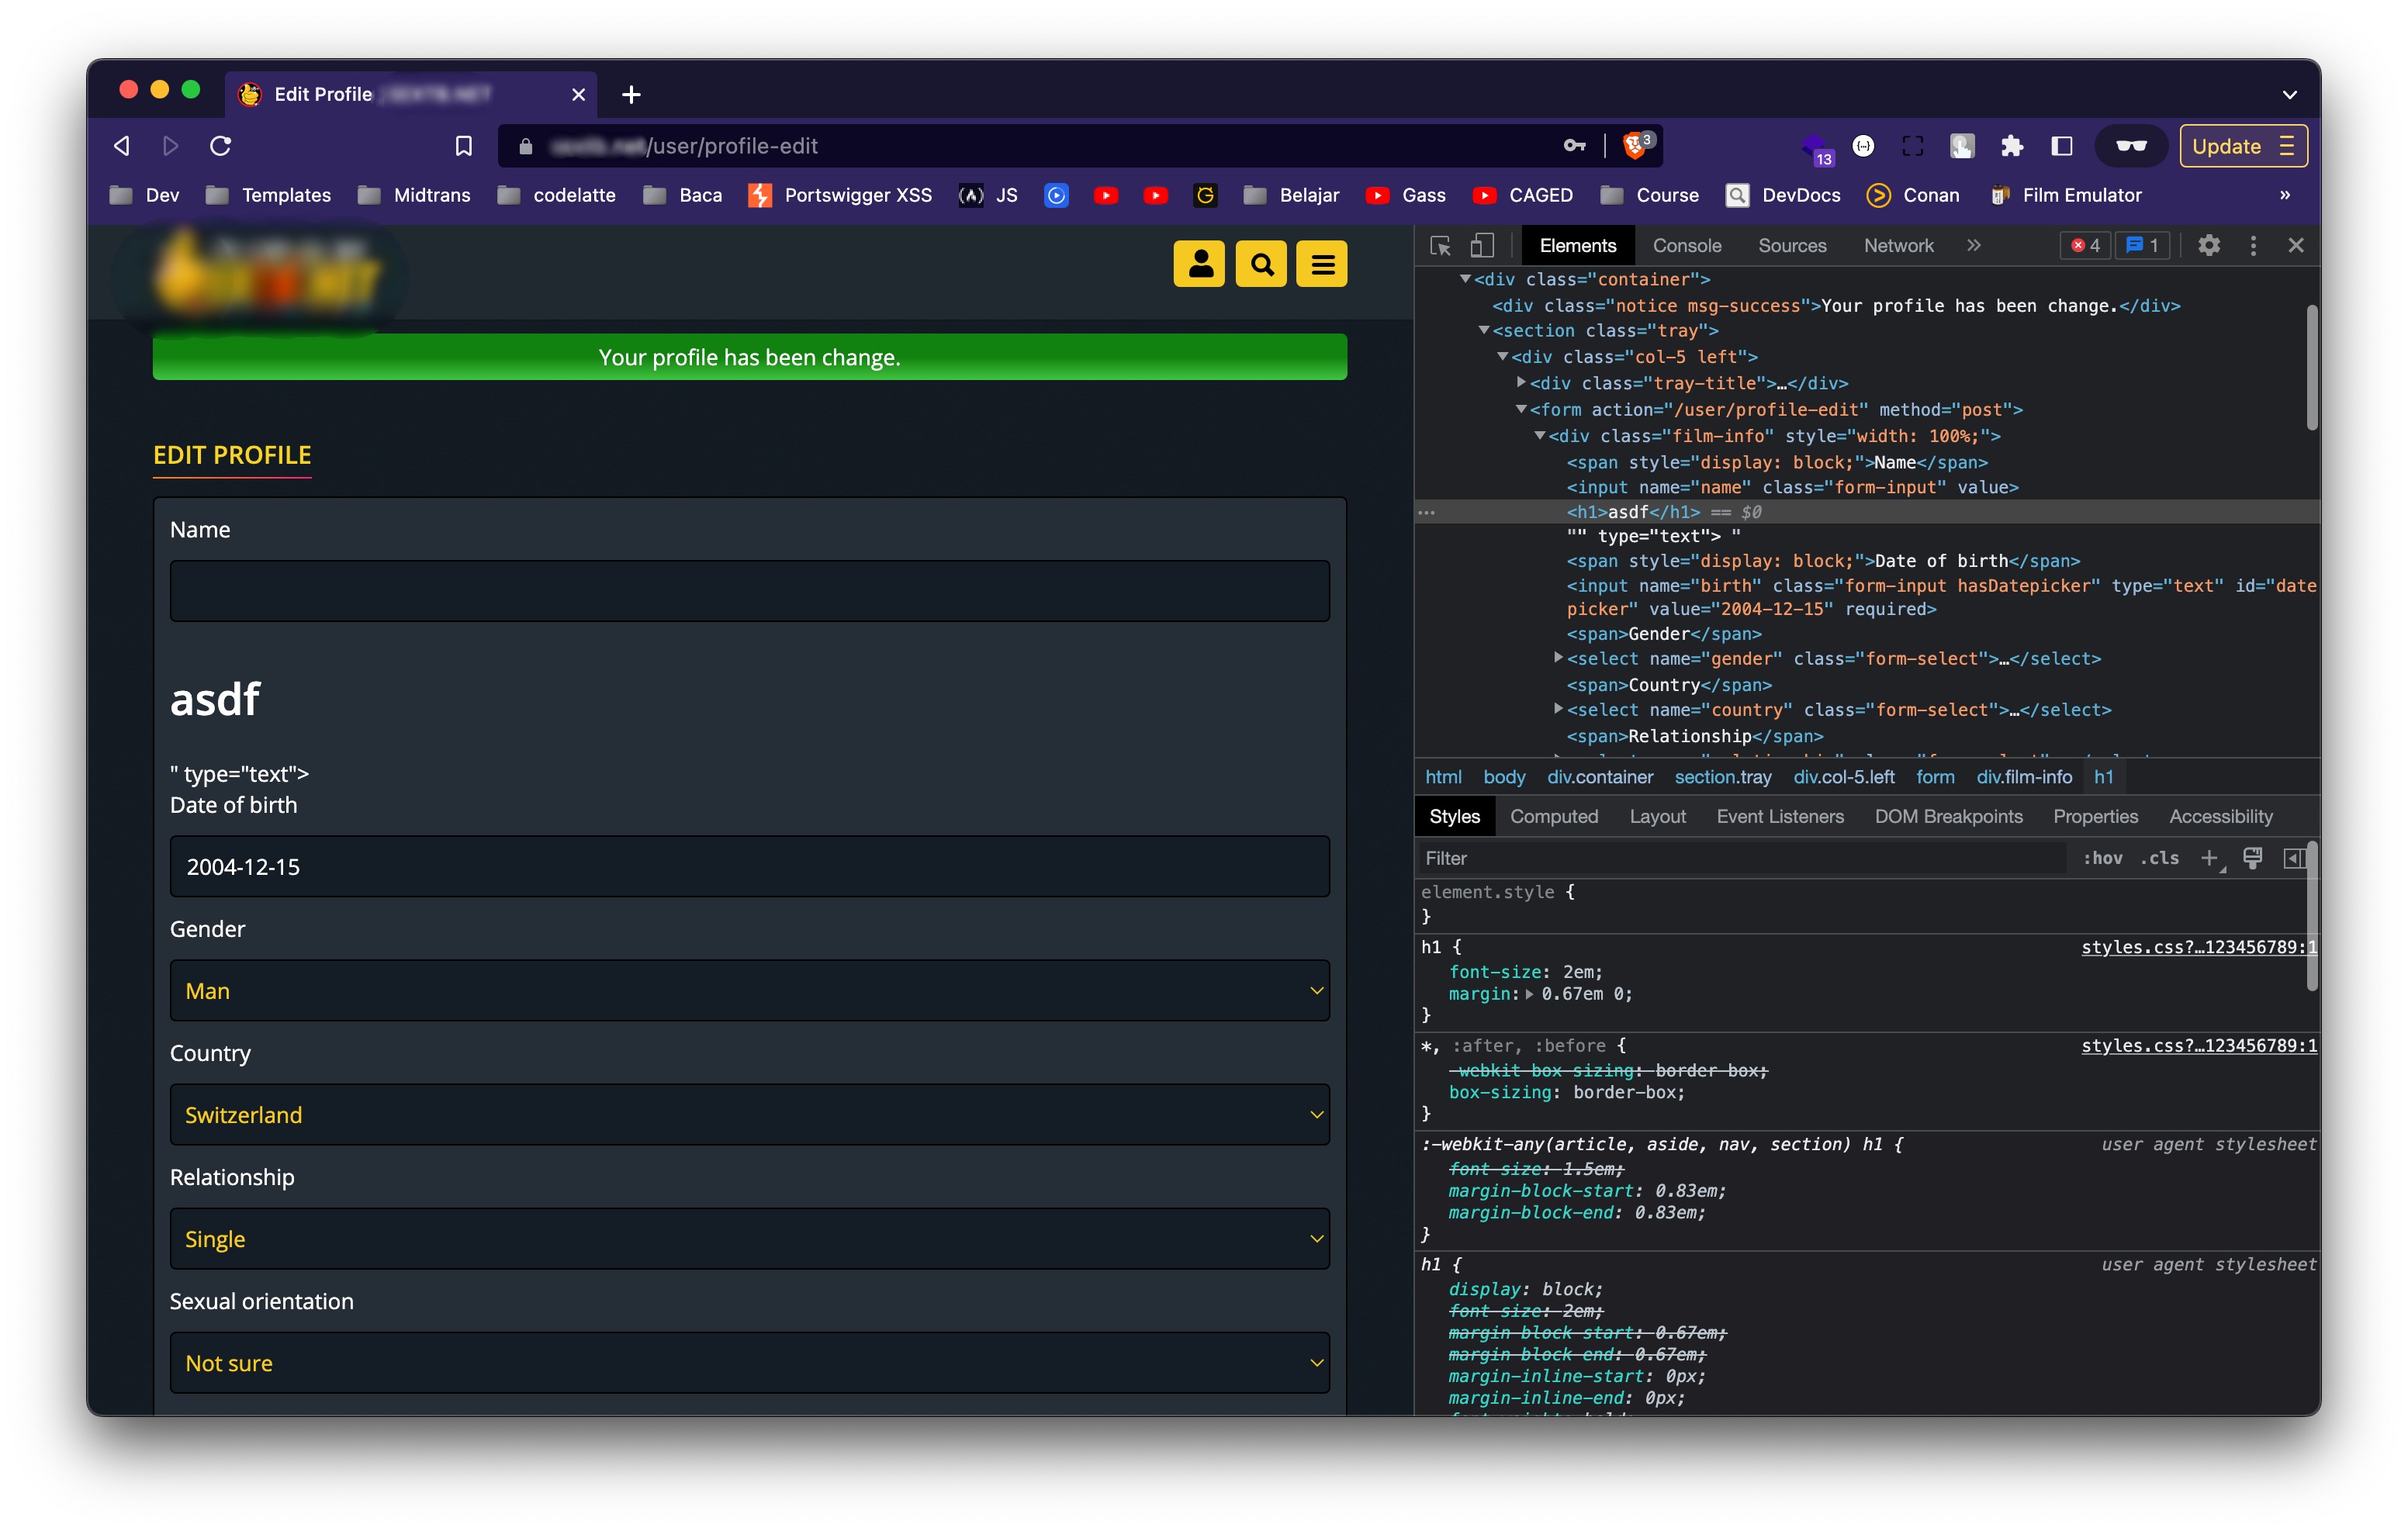 Edit Profile
/user/profile-edit
3
13
Update
Dev
Templates
Midtrans
codelatte
Baca
Portswigger XSS
JS
Belajar
Gass
CAGED
Course
DevDocs
Conan
Film Emulator
»
Your profile has been change.
EDIT PROFILE
Name
asdf
" type="text">
Date of birth
2004-12-15
Gender
Man
Country
Switzerland
Relationship
Single
Sexual orientation
Not sure
Elements
Console
Sources
Network
»
4
1
<div class="container">
<div class="notice msg-success">Your profile has been change.</div>
<section class="tray">
<div class="col-5 left">
<div class="tray-title">…</div>
<form action="/user/profile-edit" method="post">
<div class="film-info" style="width: 100%;">
<span style="display: block;">Name</span>
<input name="name" class="form-input" value>
<h1>asdf</h1> == $0
"" type="text"> "
<span style="display: block;">Date of birth</span>
<input name="birth" class="form-input hasDatepicker" type="text" id="date
picker" value="2004-12-15" required>
<span>Gender</span>
<select name="gender" class="form-select">…</select>
<span>Country</span>
<select name="country" class="form-select">…</select>
<span>Relationship</span>
html body div.container section.tray div.col-5.left form div.film-info h1
Styles Computed Layout Event Listeners DOM Breakpoints Properties Accessibility
Filter
:hov .cls
element.style {
}
h1 {
styles.css?…123456789:1
font-size: 2em;
margin: 0.67em 0;
}
*, :after, :before {
styles.css?…123456789:1
-webkit-box-sizing: border-box;
box-sizing: border-box;
}
:-webkit-any(article, aside, nav, section) h1 {
user agent stylesheet
font-size: 1.5em;
margin-block-start: 0.83em;
margin-block-end: 0.83em;
}
h1 {
user agent stylesheet
display: block;
font-size: 2em;
margin-block-start: 0.67em;
margin-block-end: 0.67em;
margin-inline-start: 0px;
margin-inline-end: 0px;